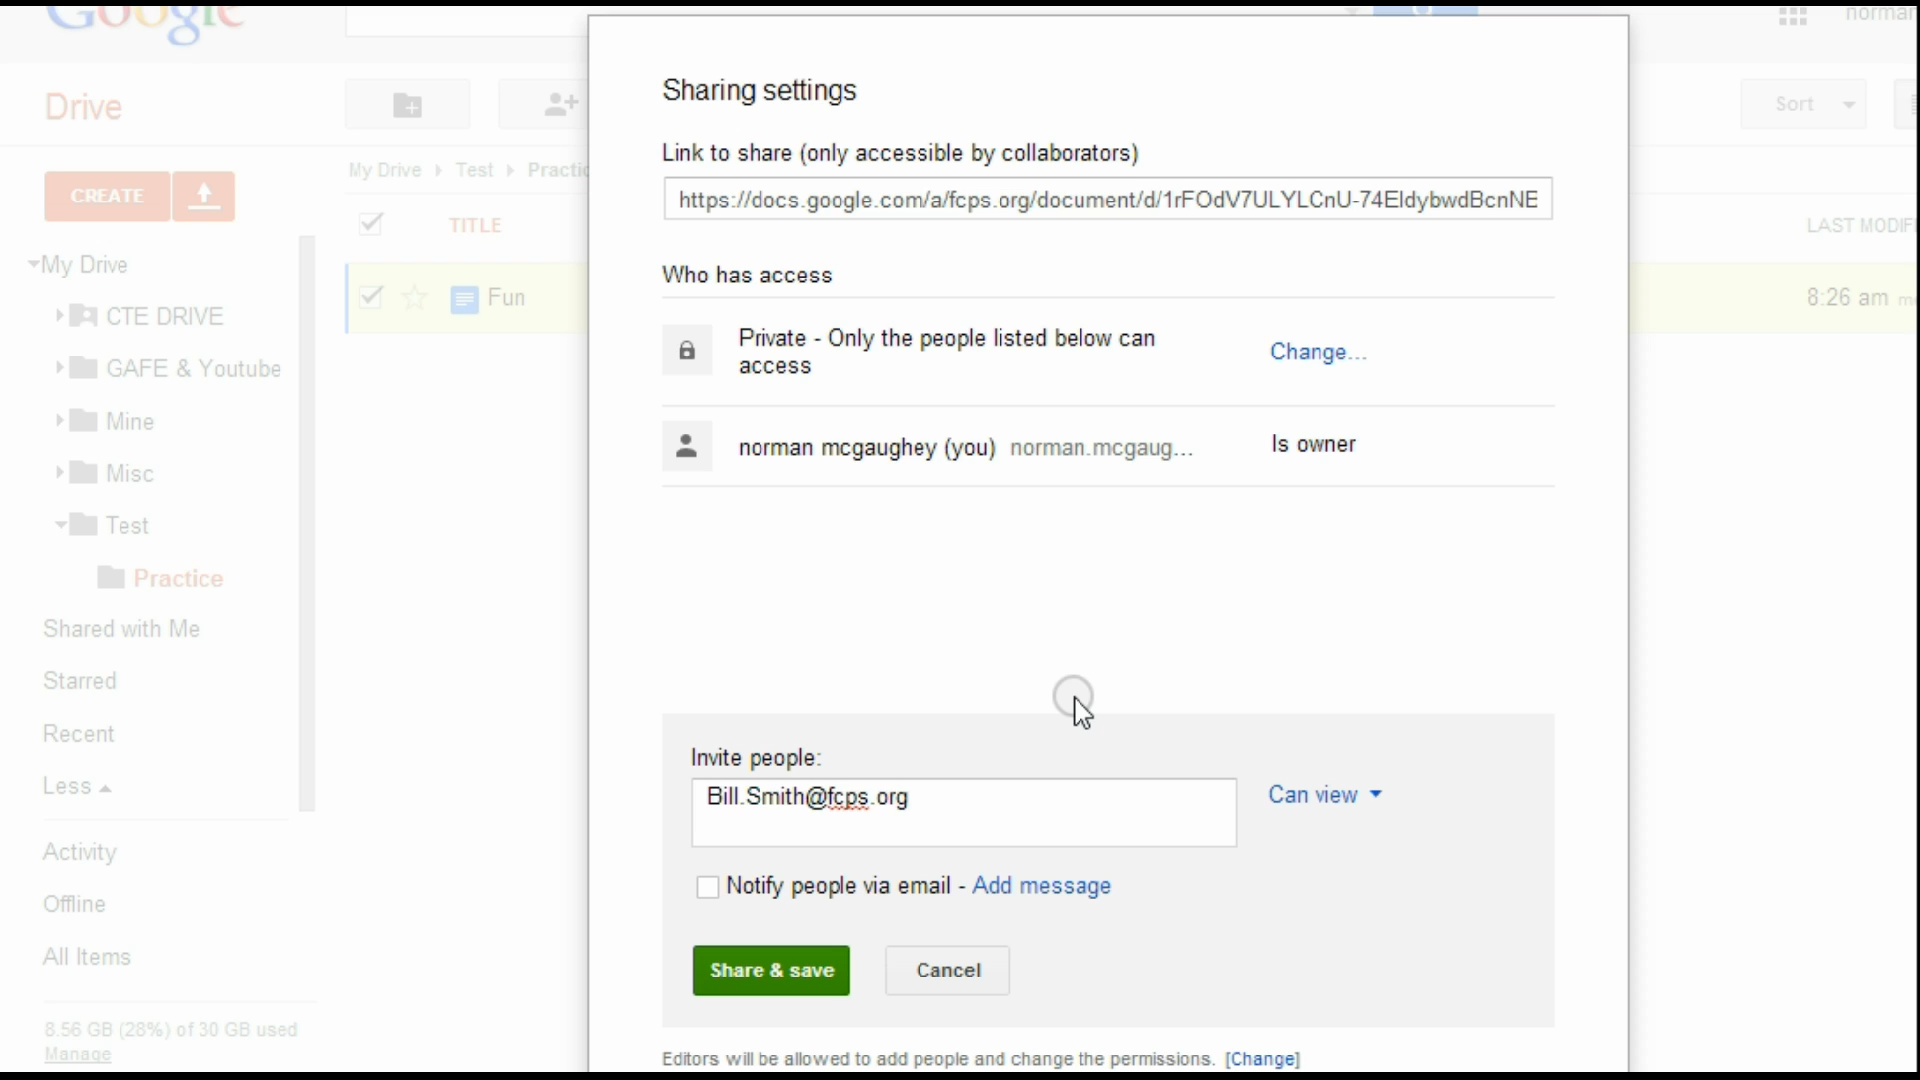 Google
norman
Drive
Sort
CREATE
My Drive
CTE DRIVE
GAFE & Youtube
Mine
Misc
Test
Practice
Shared with Me
Starred
Recent
Less
Activity
Offline
All Items
8.56 GB (28%) of 30 GB used
Manage
My Drive Test Practic
TITLE
LAST MODIFI
Fun
8:26 am
Sharing settings
Link to share (only accessible by collaborators)
https://docs.google.com/a/fcps.org/document/d/1rFOdV7ULYLCnU-74EldybwdBcnNE
Who has access
Private - Only the people listed below can
access
Change...
norman mcgaughey (you) norman.mcgaug...
Is owner
Invite people:
Bill.Smith@fcps.org
Can view
Notify people via email - Add message
Share & save
Cancel
Editors will be allowed to add people and change the permissions. [Change]